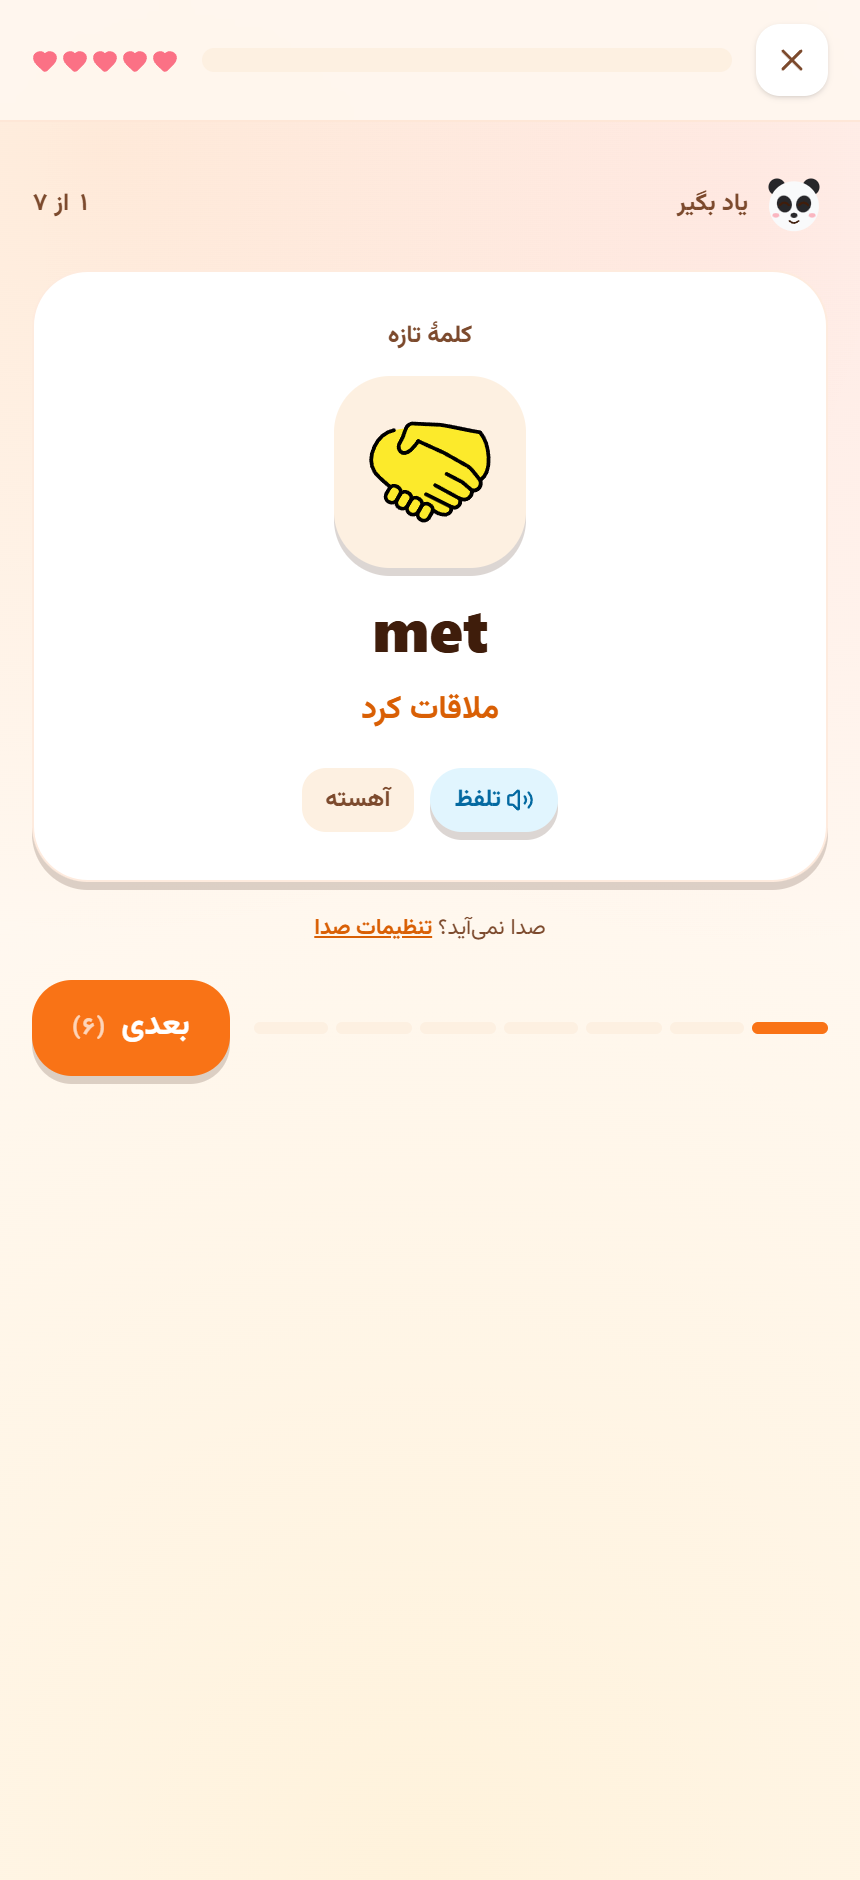 یاد بگیر
۱ از ۷
کلمهٔ تازه
met
ملاقات کرد
تلفظ
آهسته
صدا نمی‌آید؟ تنظیمات صدا
بعدی (۶)